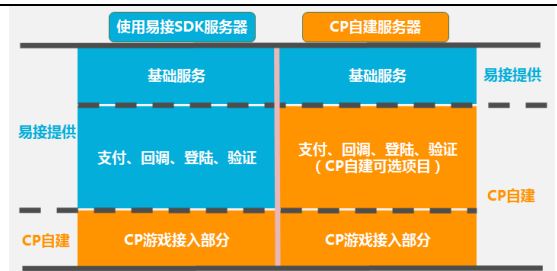 使用易接SDK服务器
CP自建服务器
基础服务
基础服务
易接提供
易接提供
支付、回调、登陆、验证
支付、回调、登陆、验证
（CP自建可选项目）
CP自建
CP自建
CP游戏接入部分
CP游戏接入部分